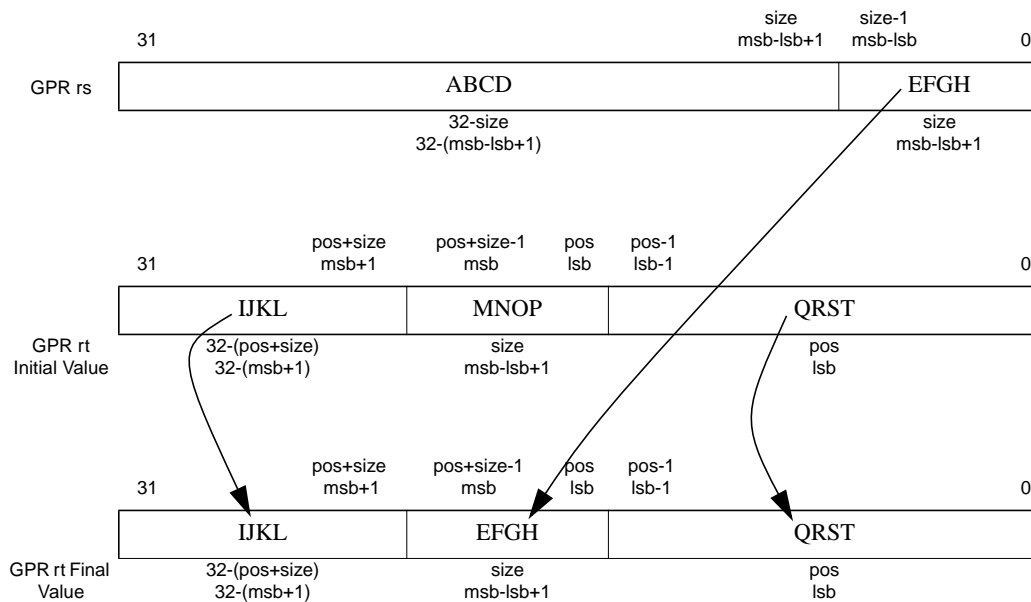 31 size size-1 0
msb-lsb+1 msb-lsb
GPR rs ABCD EFGH
32-size size
32-(msb-lsb+1) msb-lsb+1
pos+size pos+size-1 pos pos-1
31 msb+1 msb lsb lsb-1 0
IJKL MNOP QRST
GPR rt 32-(pos+size) size pos
Initial Value 32-(msb+1) msb-lsb+1 lsb
pos+size pos+size-1 pos pos-1
31 msb+1 msb lsb lsb-1 0
IJKL EFGH QRST
GPR rt Final 32-(pos+size) size pos
Value 32-(msb+1) msb-lsb+1 lsb